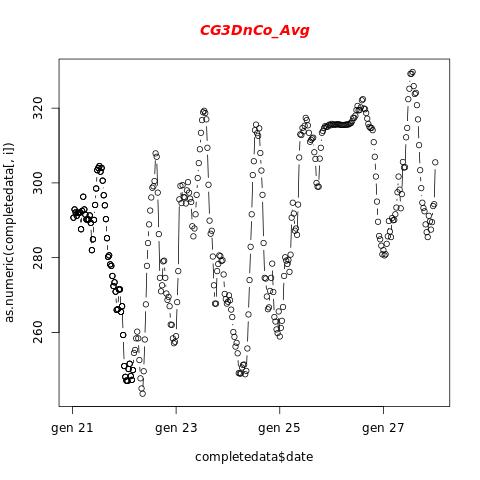 CG3DnCo_Avg
as.numeric(completedata[, i])
320
300
280
260
gen 21
gen 23
gen 25
gen 27
completedata$date